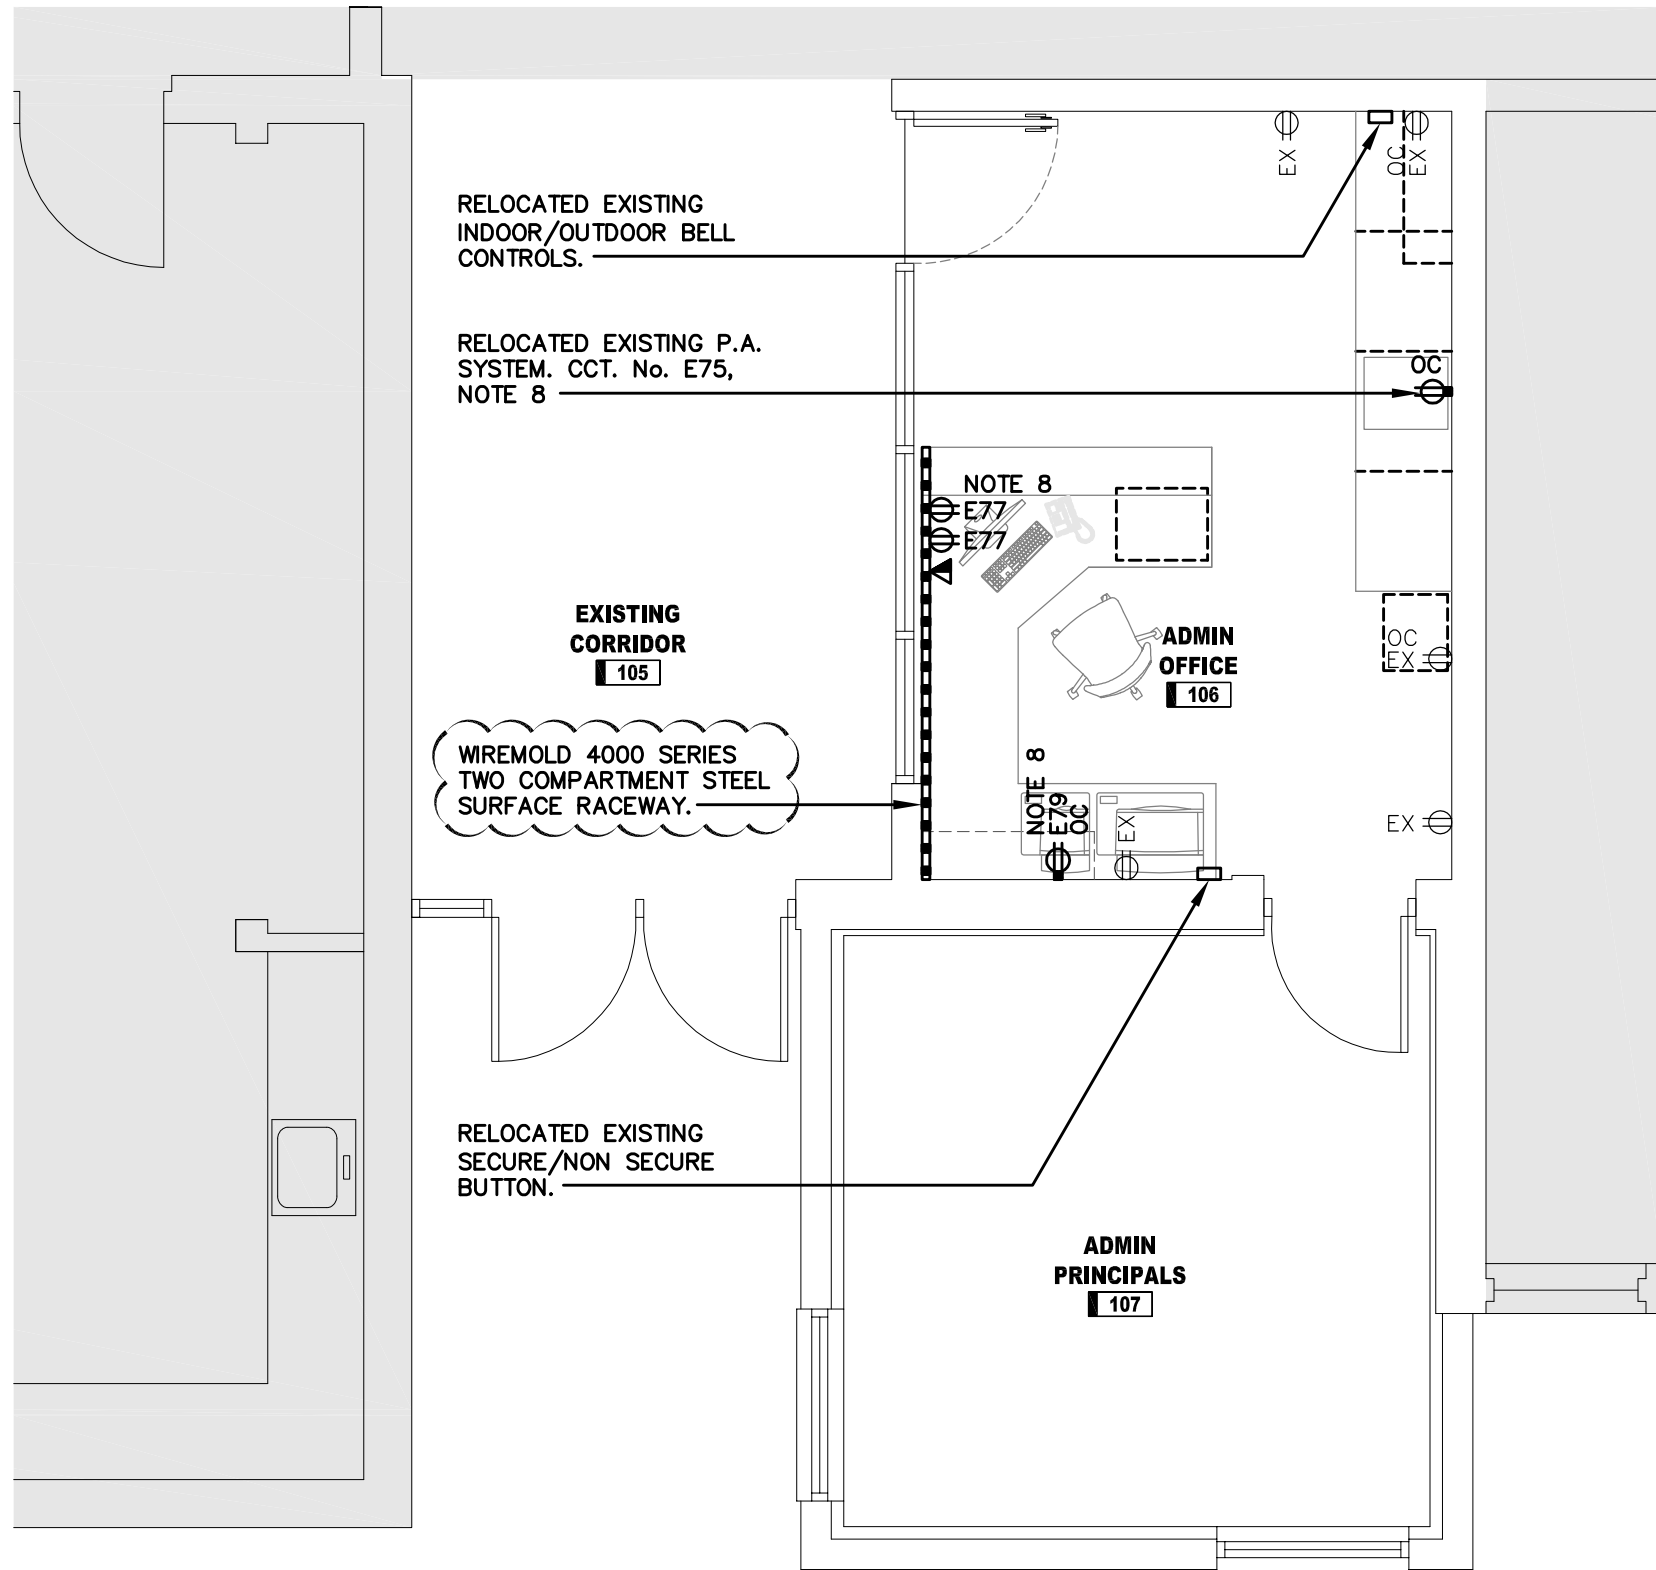 RELOCATED EXISTING
INDOOR/OUTDOOR BELL
CONTROLS.
EX
OC
EX
RELOCATED EXISTING P.A.
SYSTEM. CCT. No. E75,
NOTE 8
OC
NOTE 8
E77
E77
EXISTING
CORRIDOR
105
ADMIN
OFFICE
106
OC
EX
WIREMOLD 4000 SERIES
TWO COMPARTMENT STEEL
SURFACE RACEWAY.
NOTE 8
E79
OC
EX
EX
RELOCATED EXISTING
SECURE/NON SECURE
BUTTON.
ADMIN
PRINCIPALS
107